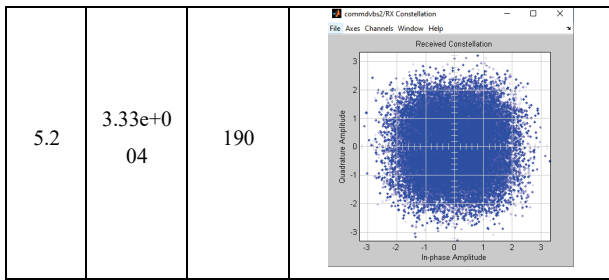 5.2
3.33e+0
04
190
commdvbs2/RX Constellation
File Axes Channels Window Help
Received Constellation
Quadrature Amplitude
3
2
1
0
-1
-2
-3
-3 -2 -1 0 1 2 3
In-phase Amplitude